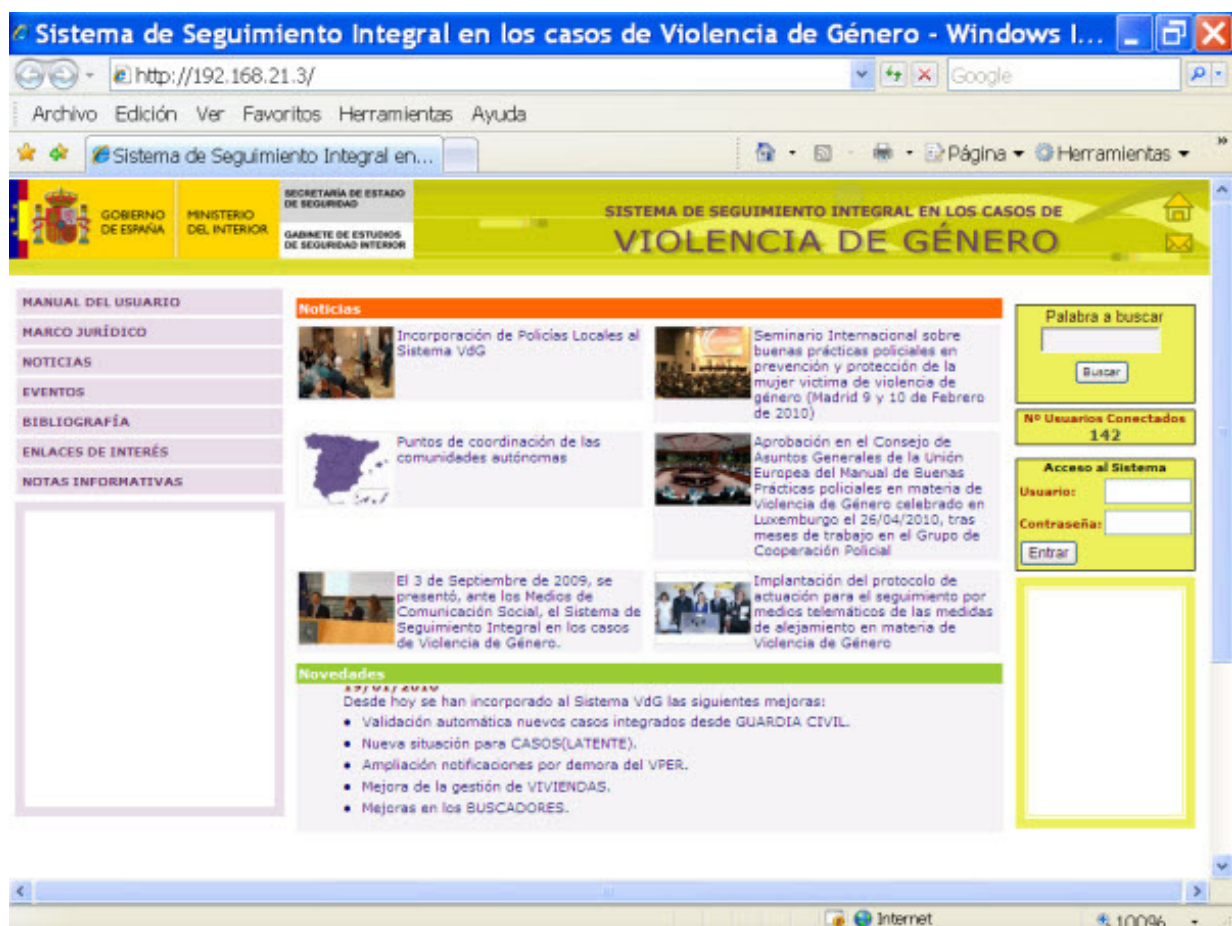 Sistema de Seguimiento Integral en los casos de Violencia de Género - Windows I...
http://192.168.21.3/
Google
Archivo Edición Ver Favoritos Herramientas Ayuda
Sistema de Seguimiento Integral en...
Página
Herramientas
GOBIERNO
DE ESPAÑA
MINISTERIO
DEL INTERIOR
SECRETARÍA DE ESTADO
DE SEGURIDAD
GABINETE DE ESTUDIOS
DE SEGURIDAD INTERIOR
SISTEMA DE SEGUIMIENTO INTEGRAL EN LOS CASOS DE
VIOLENCIA DE GÉNERO
MANUAL DEL USUARIO
MARCO JURÍDICO
NOTICIAS
EVENTOS
BIBLIOGRAFÍA
ENLACES DE INTERÉS
NOTAS INFORMATIVAS
Noticias
Incorporación de Policías Locales al
Sistema VdG
Seminario Internacional sobre
buenas prácticas policiales en
prevención y protección de la
mujer victima de violencia de
género (Madrid 9 y 10 de Febrero
de 2010)
Puntos de coordinación de las
comunidades autónomas
Aprobación en el Consejo de
Asuntos Generales de la Unión
Europea del Manual de Buenas
Prácticas policiales en materia de
Violencia de Género celebrado en
Luxemburgo el 26/04/2010, tras
meses de trabajo en el Grupo de
Cooperación Policial
El 3 de Septiembre de 2009, se
presentó, ante los Medios de
Comunicación Social, el Sistema de
Seguimiento Integral en los casos
de Violencia de Género.
Implantación del protocolo de
actuación para el seguimiento por
medios telemáticos de las medidas
de alejamiento en materia de
Violencia de Género
Novedades
19/01/2010
Desde hoy se han incorporado al Sistema VdG las siguientes mejoras:
• Validación automática nuevos casos integrados desde GUARDIA CIVIL.
• Nueva situación para CASOS(LATENTE).
• Ampliación notificaciones por demora del VPER.
• Mejora de la gestión de VIVIENDAS.
• Mejoras en los BUSCADORES.
Palabra a buscar
Buscar
Nº Usuarios Conectados
142
Acceso al Sistema
Usuario:
Contraseña:
Entrar
Internet
100%